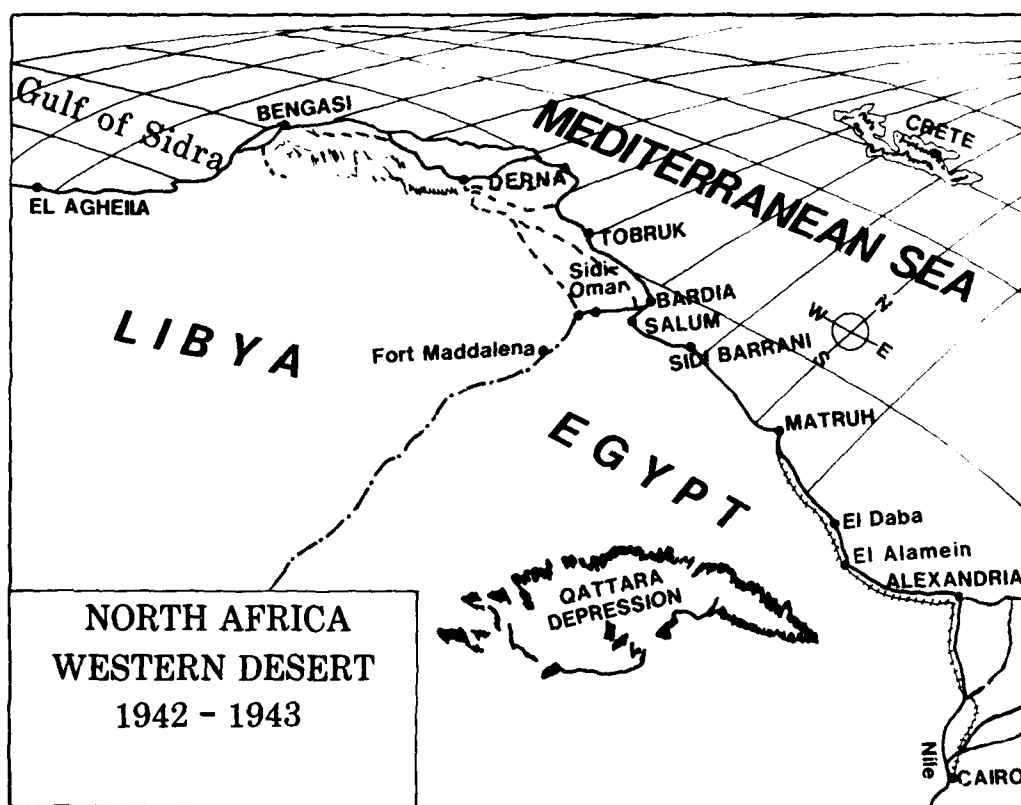 Gulf of Sidra
BENGASI
MEDITERRANEAN SEA
CRETE
EL AGHEILA
DERNA
TOBRUK
Sidi
Oman
BARDIA
SALUM
N
W
E
S
LIBYA
Fort Maddalena
SIDI BARRANI
EGYPT
MATRUH
El Daba
El Alamein
ALEXANDRIA
QATTARA
DEPRESSION
NORTH AFRICA
WESTERN DESERT
1942 - 1943
Nile
CAIRO